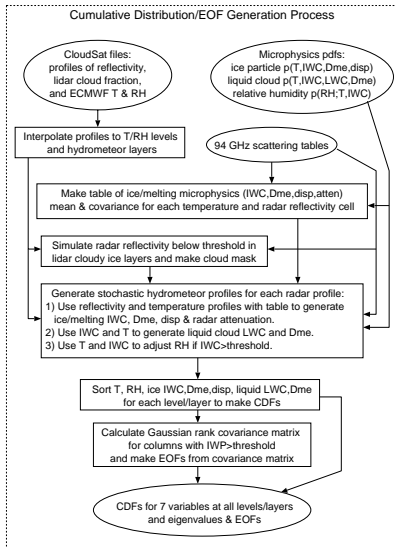 Cumulative Distribution/EOF Generation Process
CloudSat files:
profiles of reflectivity,
lidar cloud fraction,
and ECMWF T & RH
Microphysics pdfs:
ice particle p(T,IWC,Dme,disp)
liquid cloud p(T,IWC,LWC,Dme)
relative humidity p(RH;T,IWC)
Interpolate profiles to T/RH levels
and hydrometeor layers
94 GHz scattering tables
Make table of ice/melting microphysics (IWC,Dme,disp,atten)
mean & covariance for each temperature and radar reflectivity cell
Simulate radar reflectivity below threshold in
lidar cloudy ice layers and make cloud mask
Generate stochastic hydrometeor profiles for each radar profile:
1) Use reflectivity and temperature profiles with table to generate
ice/melting IWC, Dme, disp & radar attenuation.
2) Use IWC and T to generate liquid cloud LWC and Dme.
3) Use T and IWC to adjust RH if IWC>threshold.
Sort T, RH, ice IWC,Dme,disp, liquid LWC,Dme
for each level/layer to make CDFs
Calculate Gaussian rank covariance matrix
for columns with IWP>threshold
and make EOFs from covariance matrix
CDFs for 7 variables at all levels/layers
and eigenvalues & EOFs